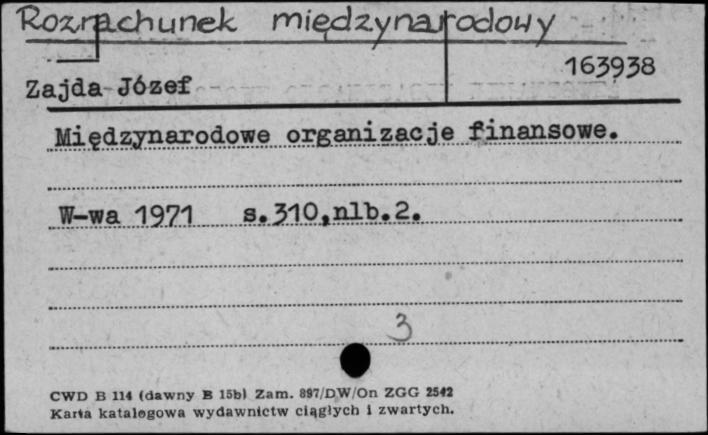 Rozrachunek międzynarodowy
163938
Zajda Józef
Międzynarodowe organizacje finansowe.
W-wa 1971 s.310,nlb.2.
3
CWD B 114 (dawny B 15b) Zam. 897/DW/On ZGG 2542
Karta katalogowa wydawnictw ciągłych i zwartych.